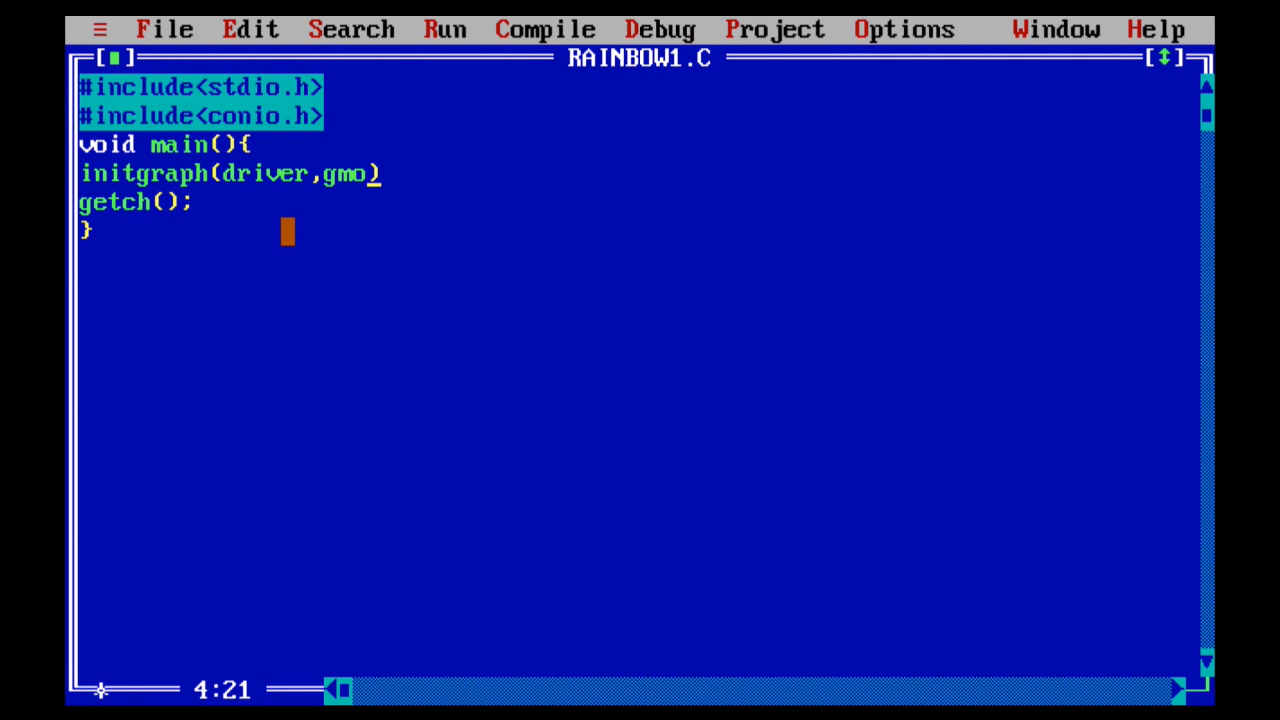 ≡ File Edit Search Run Compile Debug Project Options Window Help
[■] RAINBOW1.C [↕]
#include<stdio.h>
#include<conio.h>
void main(){
initgraph(driver,gmo)
getch();
}
4:21